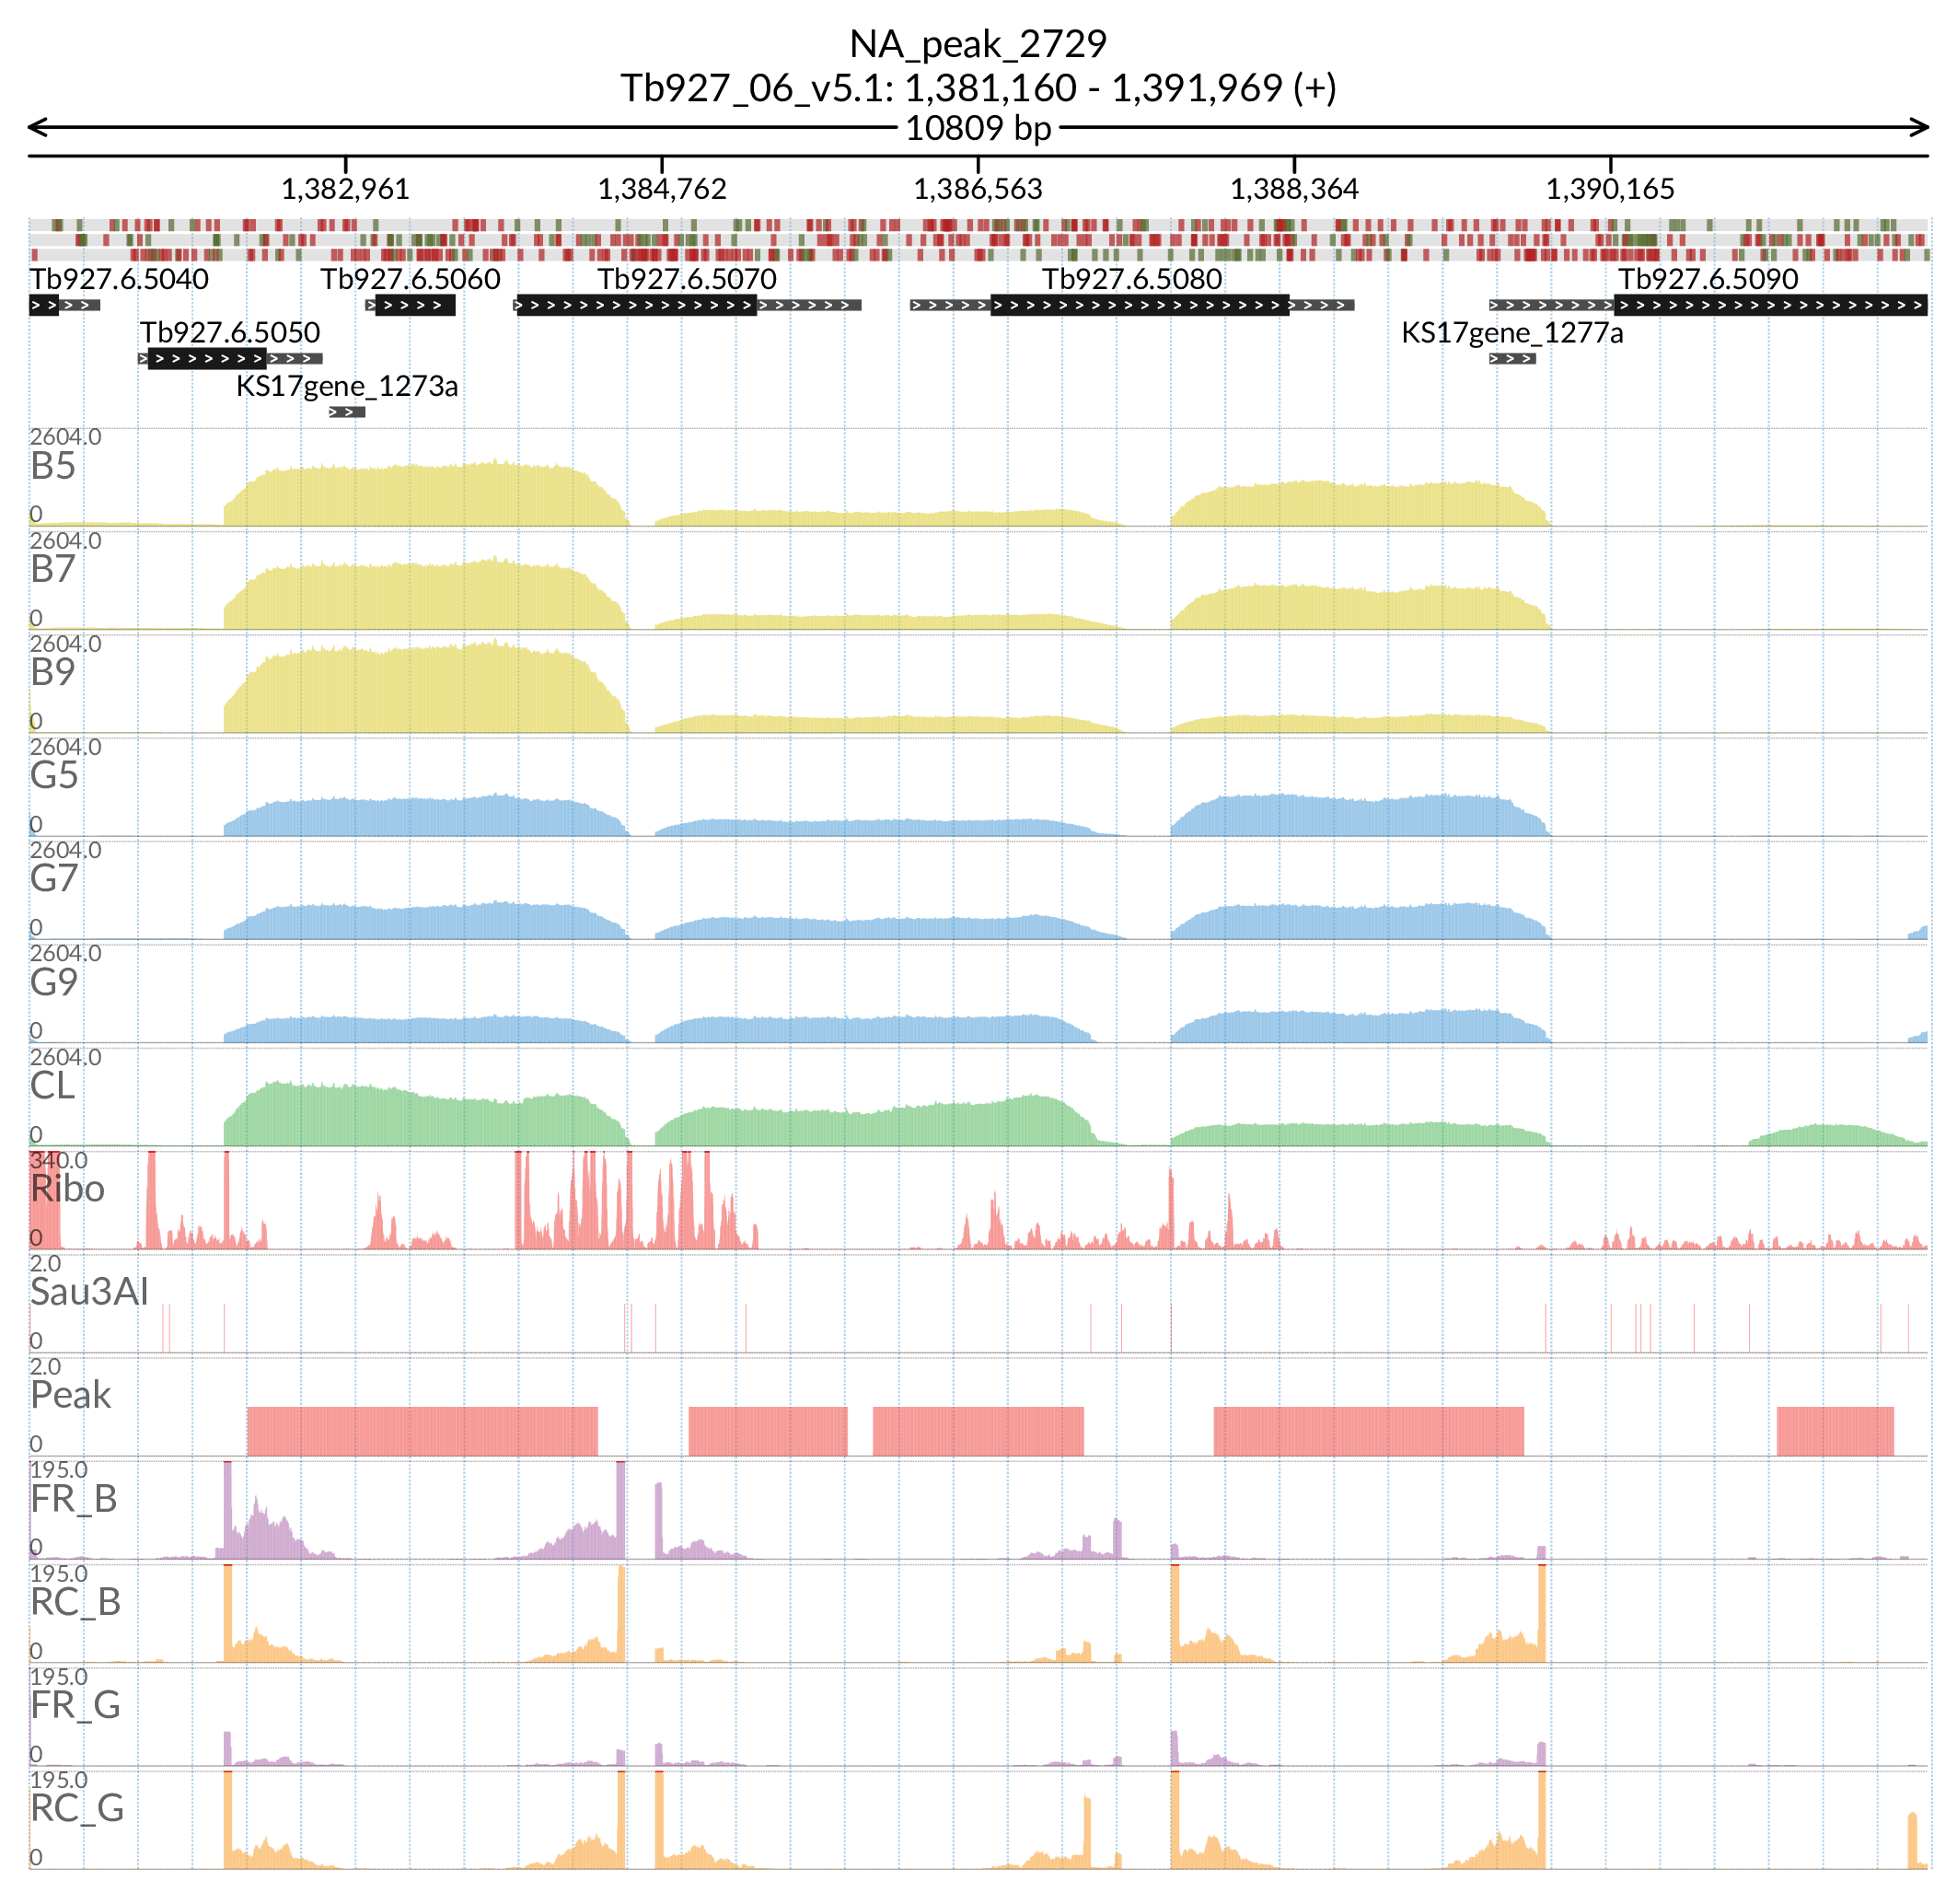 NA_peak_2729
Tb927_06_v5.1: 1,381,160 - 1,391,969 (+)
10809 bp
1,382,961 1,384,762 1,386,563 1,388,364 1,390,165
Tb927.6.5040 Tb927.6.5060 Tb927.6.5070 Tb927.6.5080 Tb927.6.5090
Tb927.6.5050 KS17gene_1277a
KS17gene_1273a
2604.0
B5
0
2604.0
B7
0
2604.0
B9
0
2604.0
G5
0
2604.0
G7
0
2604.0
G9
0
2604.0
CL
0
340.0
Ribo
0
2.0
Sau3AI
0
2.0
Peak
0
195.0
FR_B
0
195.0
RC_B
0
195.0
FR_G
0
195.0
RC_G
0